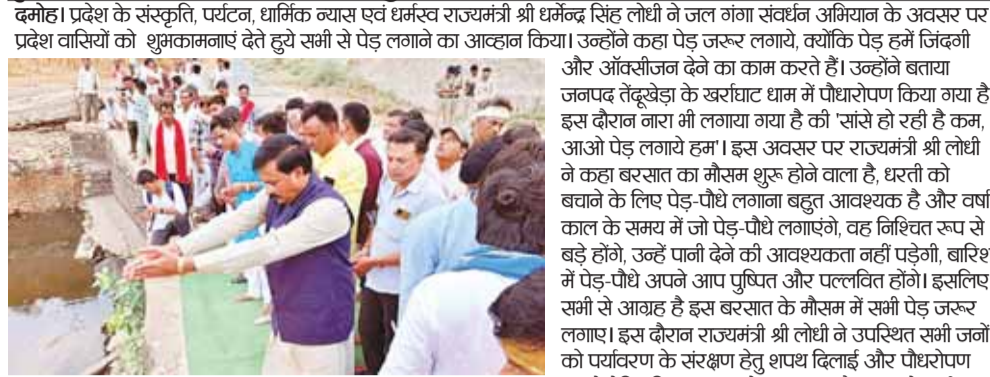 दमोह। प्रदेश के संस्कृति, पर्यटन, धार्मिक न्यास एवं धर्मस्व राज्यमंत्री श्री धर्मेन्द्र सिंह लोधी ने जल गंगा संवर्धन अभियान के अवसर पर
प्रदेश वासियों को शुभकामनाएं देते हुये सभी से पेड़ लगाने का आव्हान किया। उन्होंने कहा पेड़ जरूर लगाये, क्योंकि पेड़ हमें जिंदगी
और ऑक्सीजन देने का काम करते हैं। उन्होंने बताया
जनपद तेंदूखेड़ा के खर्राघाट धाम में पौधारोपण किया गया है
इस दौरान नारा भी लगाया गया है की 'सांसे हो रही है कम,
आओ पेड़ लगाये हम'। इस अवसर पर राज्यमंत्री श्री लोधी
ने कहा बरसात का मौसम शुरू होने वाला है, धरती को
बचाने के लिए पेड़-पौधे लगाना बहुत आवश्यक है और वर्षा
काल के समय में जो पेड़-पौधे लगाएंगे, वह निश्चित रूप से
बड़े होंगे, उन्हें पानी देने की आवश्यकता नहीं पड़ेगी, बारिश
में पेड़-पौधे अपने आप पुष्पित और पल्लवित होंगे। इसलिए
सभी से आग्रह है इस बरसात के मौसम में सभी पेड़ जरूर
लगाए। इस दौरान राज्यमंत्री श्री लोधी ने उपस्थित सभी जनों
को पर्यावरण के संरक्षण हेतु शपथ दिलाई और पौधरोपण